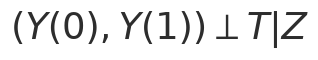 (Y(0), Y(1)) ⊥ T|Z